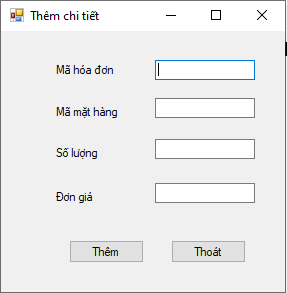 Thêm chi tiết
Mã hóa đơn
Mã mặt hàng
Số lượng
Đơn giá
Thêm Thoát